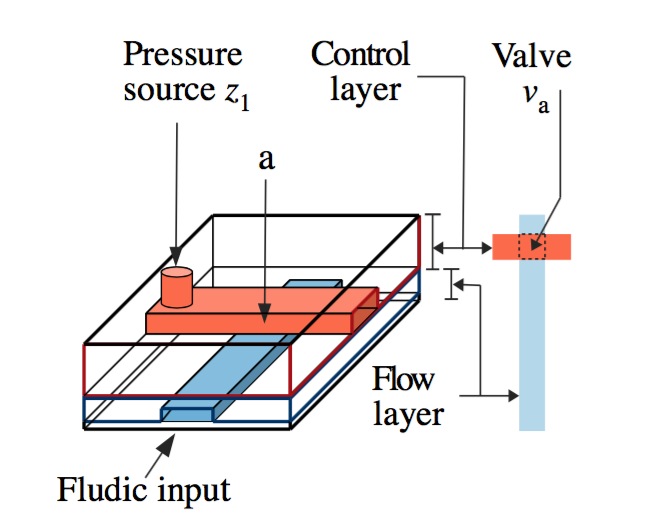 Pressure
source z1
Control
layer
Valve
va
a
Flow
layer
Fludic input